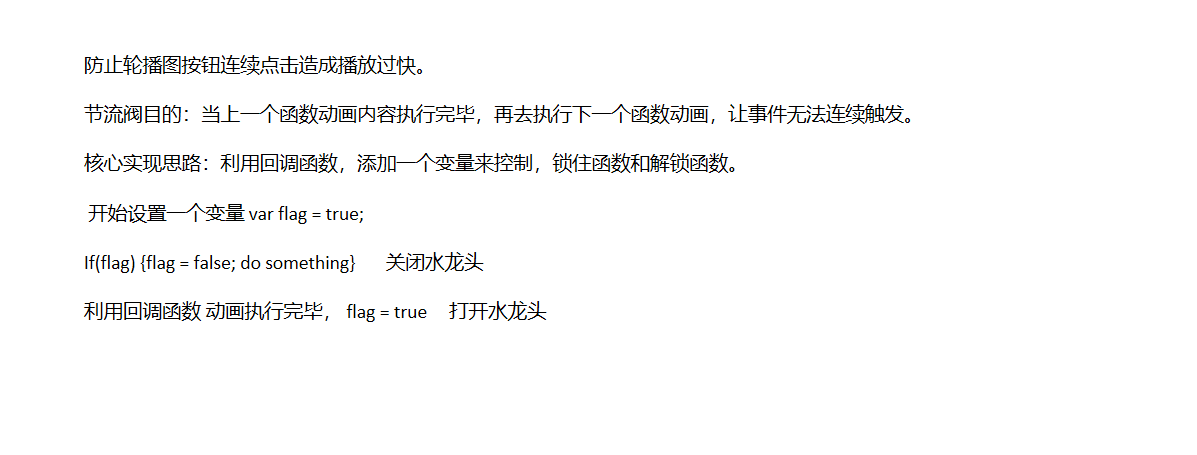 防止轮播图按钮连续点击造成播放过快。
节流阀目的：当上一个函数动画内容执行完毕，再去执行下一个函数动画，让事件无法连续触发。
核心实现思路：利用回调函数，添加一个变量来控制，锁住函数和解锁函数。
开始设置一个变量 var flag = true;
If(flag) {flag = false; do something} 关闭水龙头
利用回调函数 动画执行完毕， flag = true 打开水龙头